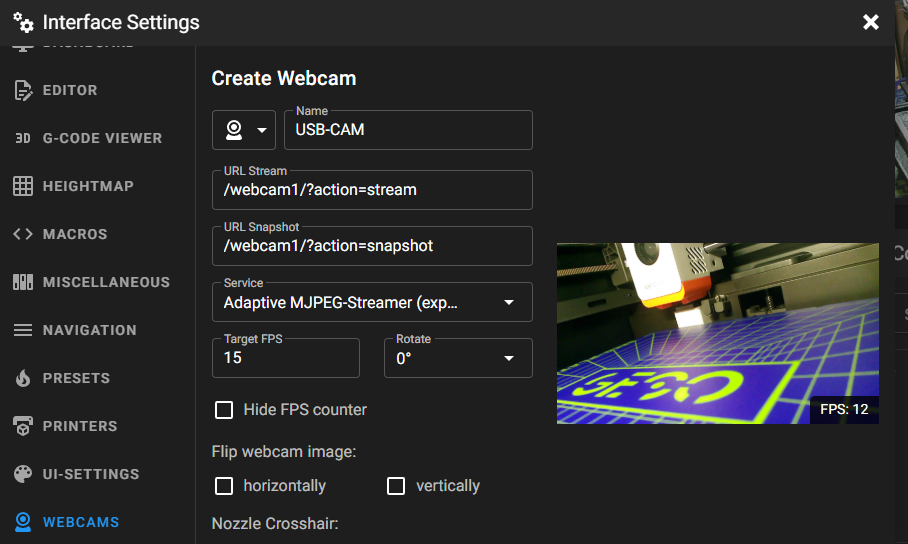 Interface Settings
DASHBOARD
EDITOR
3D G-CODE VIEWER
HEIGHTMAP
MACROS
MISCELLANEOUS
NAVIGATION
PRESETS
PRINTERS
UI-SETTINGS
WEBCAMS
Create Webcam
Name
USB-CAM
URL Stream
/webcam1/?action=stream
URL Snapshot
/webcam1/?action=snapshot
Service
Adaptive MJPEG-Streamer (exp...
Target FPS
15
Rotate
0°
Hide FPS counter
Flip webcam image:
horizontally
vertically
Nozzle Crosshair:
FPS: 12